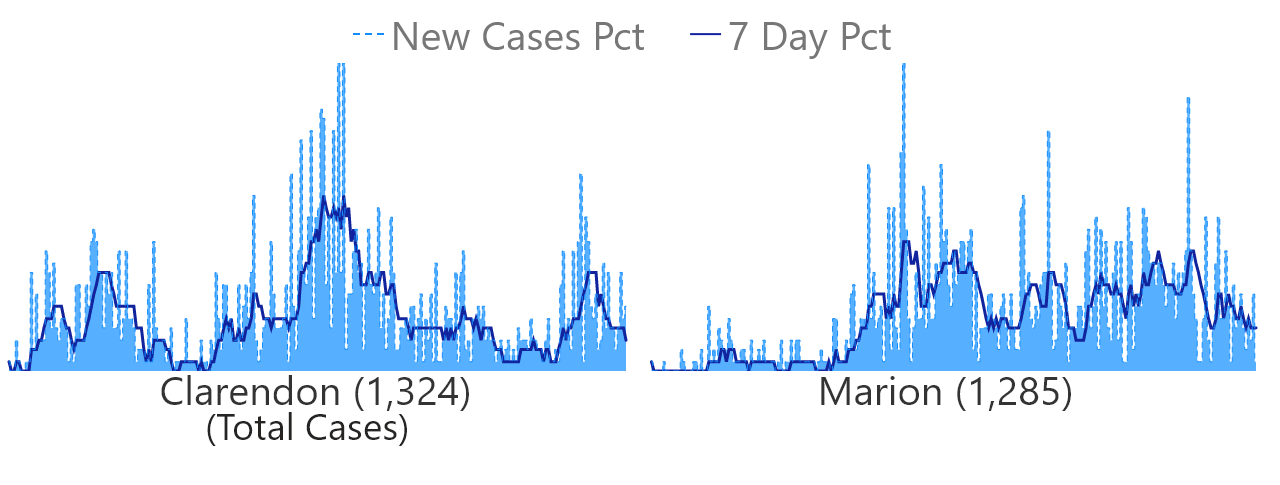 New Cases Pct 7 Day Pct
Clarendon (1,324)
(Total Cases)
Marion (1,285)